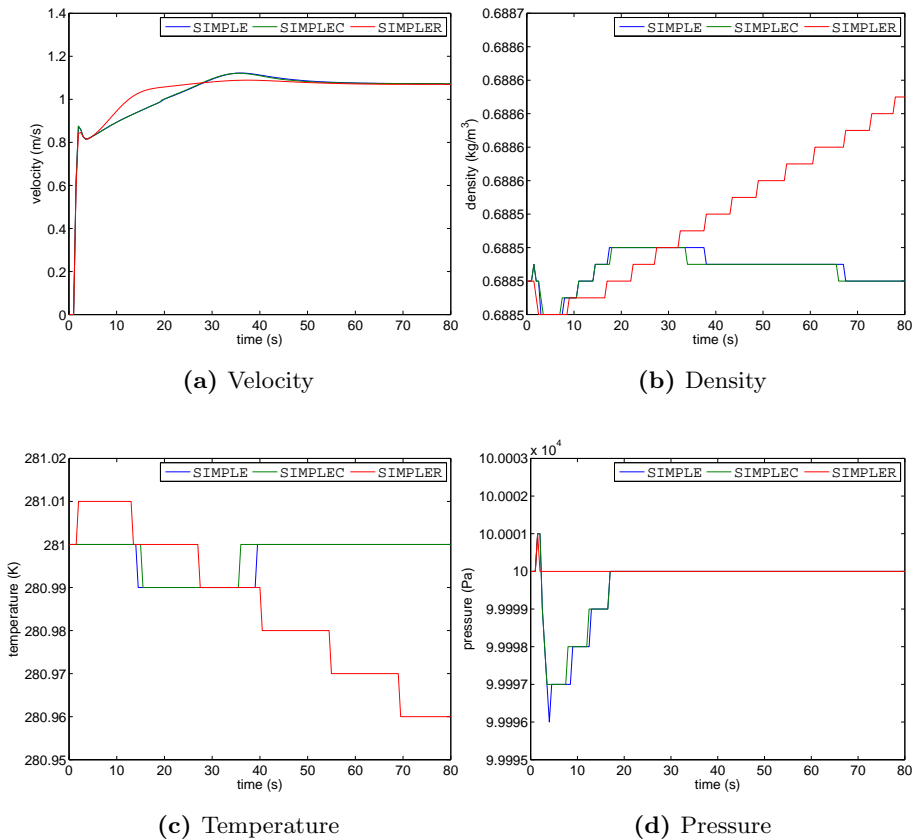 SIMPLE SIMPLEC SIMPLER
1.4
1.2
1
0.8
0.6
0.4
0.2
0
velocity (m/s)
0 10 20 30 40 50 60 70 80
time (s)
(a) Velocity
SIMPLE SIMPLEC SIMPLER
0.6887
0.6886
0.6886
0.6886
0.6886
0.6885
0.6885
0.6885
0.6885
density (kg/m³)
0 10 20 30 40 50 60 70 80
time (s)
(b) Density
SIMPLE SIMPLEC SIMPLER
281.02
281.01
281
280.99
280.98
280.97
280.96
280.95
temperature (K)
0 10 20 30 40 50 60 70 80
time (s)
(c) Temperature
x 10⁴
SIMPLE SIMPLEC SIMPLER
10.0003
10.0002
10.0001
10
9.9999
9.9998
9.9997
9.9996
9.9995
pressure (Pa)
0 10 20 30 40 50 60 70 80
time (s)
(d) Pressure